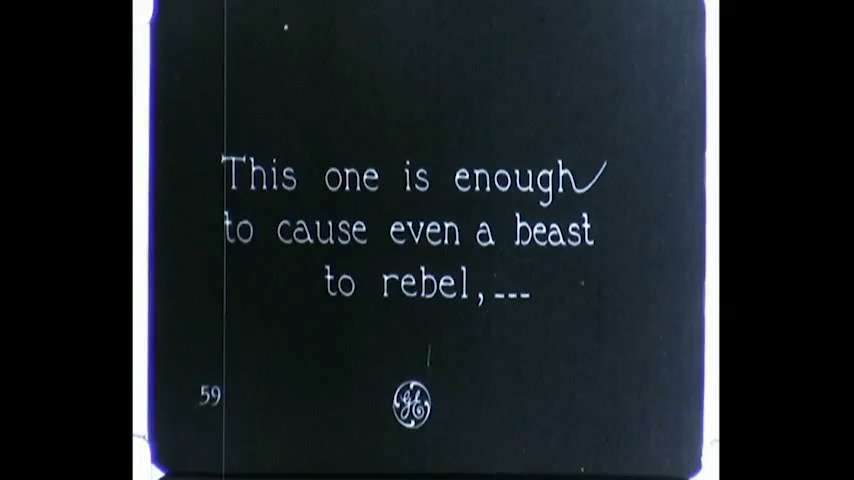 This one is enough
to cause even a beast
to rebel,---
59
GE